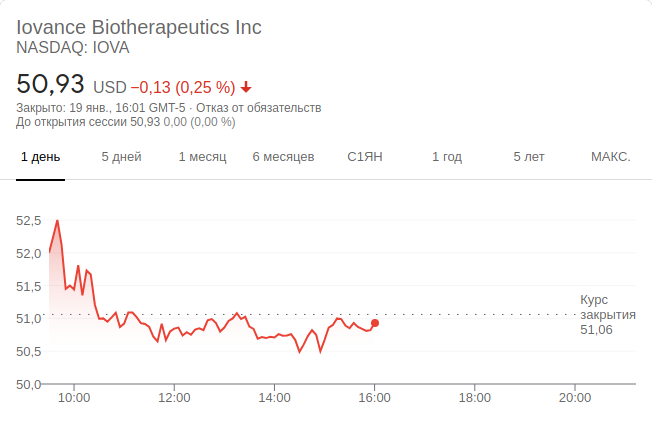 Iovance Biotherapeutics Inc
NASDAQ: IOVA
50,93 USD −0,13 (0,25 %)
Закрыто: 19 янв., 16:01 GMT-5 · Отказ от обязательств
До открытия сессии 50,93 0,00 (0,00 %)
1 день 5 дней 1 месяц 6 месяцев С1ЯН 1 год 5 лет МАКС.
52,5
52,0
51,5
51,0
50,5
50,0
Курс
закрытия
51,06
10:00 12:00 14:00 16:00 18:00 20:00